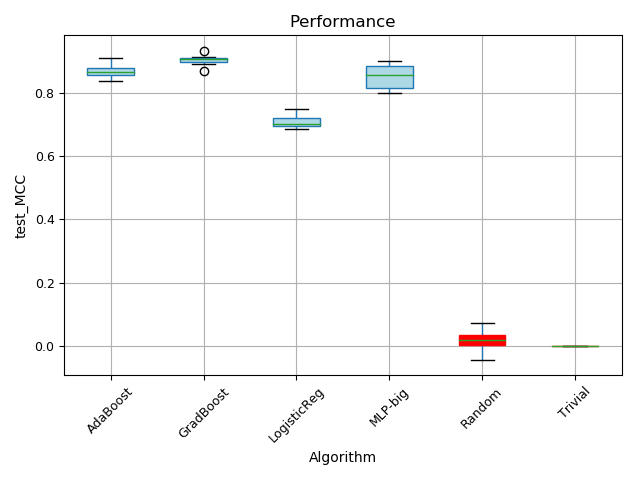 Performance
test_MCC
0.8
0.6
0.4
0.2
0.0
AdaBoost
GradBoost
LogisticReg
MLP-big
Random
Trivial
Algorithm